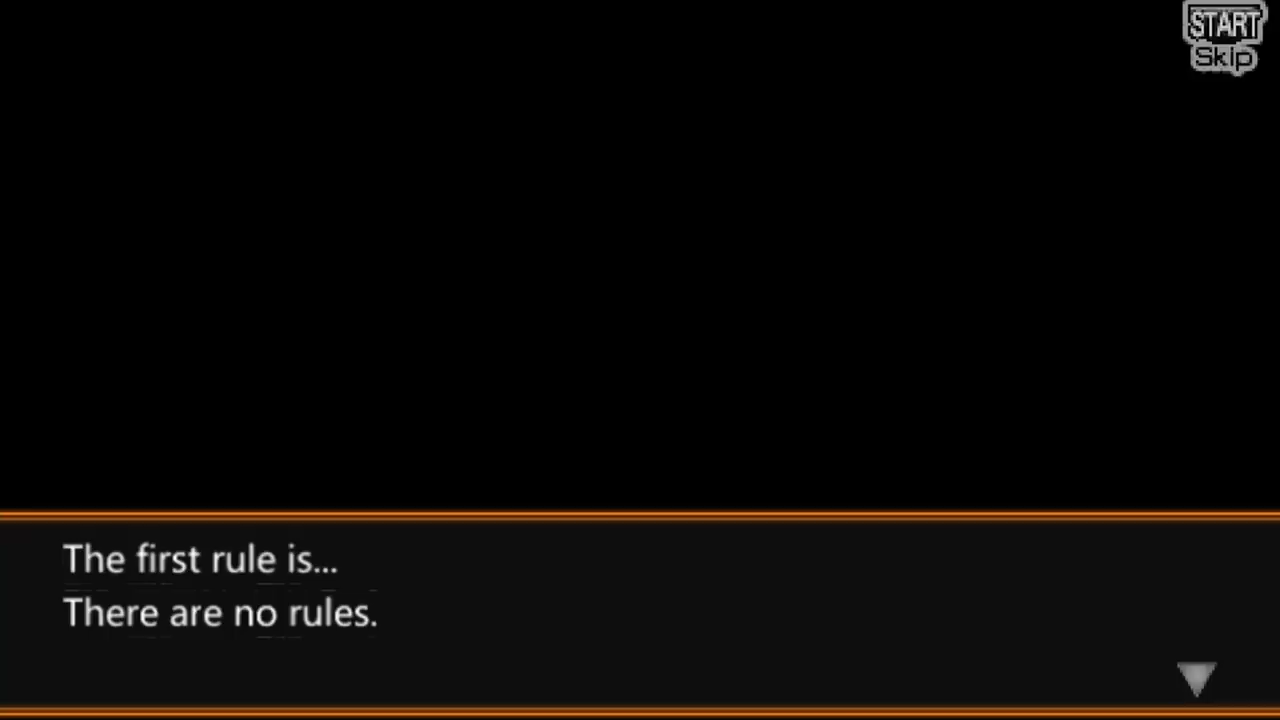 START
Skip
The first rule is...
There are no rules.